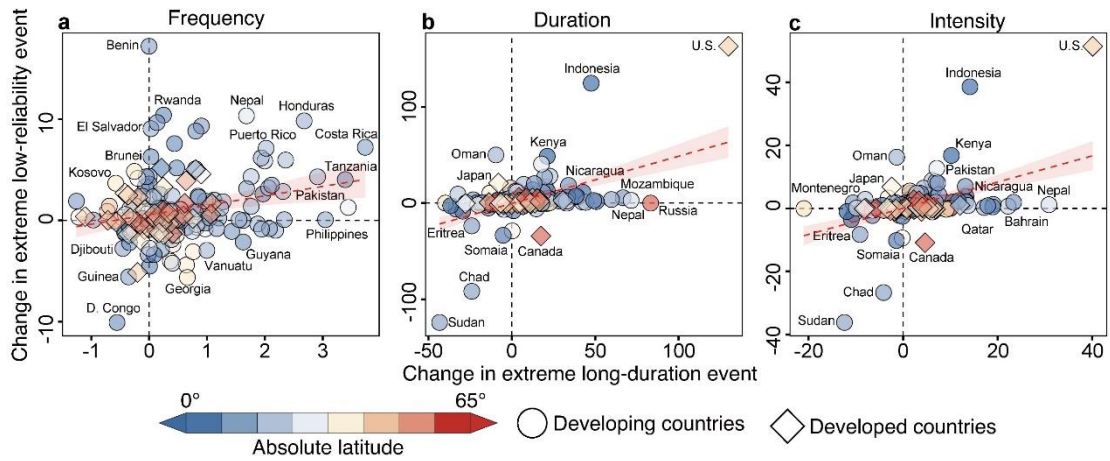 a Frequency
b Duration
c Intensity
Change in extreme low-reliability event
Benin
Rwanda
Nepal
Honduras
El Salvador
Puerto Rico
Costa Rica
Brunei
Kosovo
Tanzania
Pakistan
Djibouti
Philippines
Guinea
Vanuatu
Guyana
Georgia
D. Congo
10
0
-10
-1 0 1 2 3
U.S.
Indonesia
Oman
Kenya
Japan
Nicaragua
Mozambique
Nepal
Russia
Eritrea
Somaia
Canada
Chad
Sudan
100
0
-100
-50 0 50 100
U.S.
Indonesia
Oman
Kenya
Pakistan
Japan
Montenegro
Nicaragua
Nepal
Bahrain
Eritrea
Qatar
Somaia
Canada
Chad
Sudan
40
20
0
-20
-40
-20 0 20 40
Change in extreme long-duration event
0° 65°
Absolute latitude
Developing countries
Developed countries